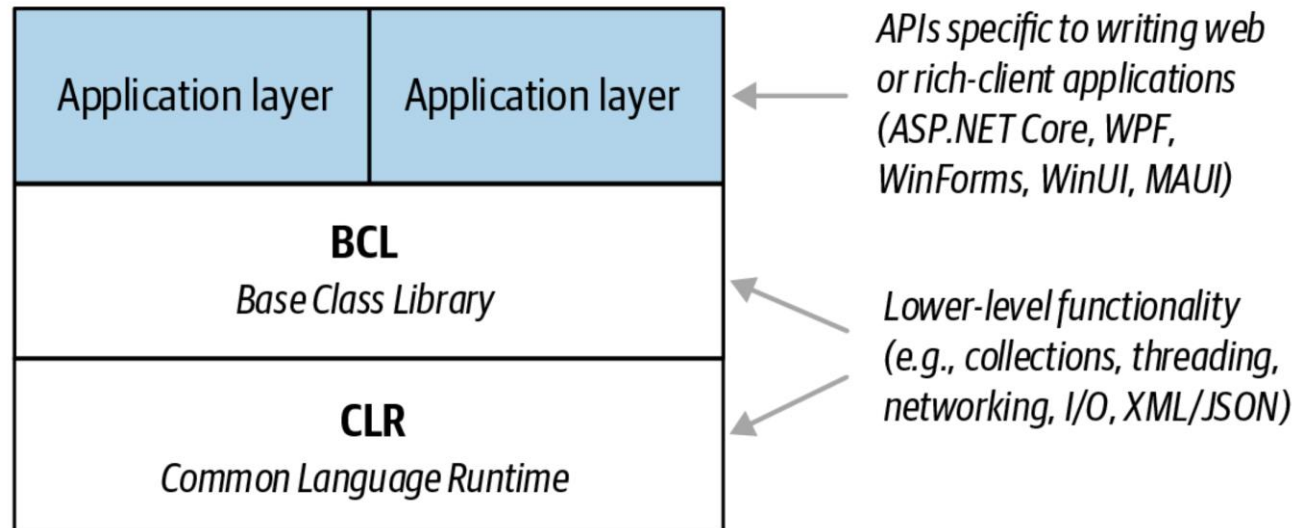 Application layer
Application layer
APIs specific to writing web
or rich-client applications
(ASP.NET Core, WPF,
WinForms, WinUI, MAUI)
BCL
Base Class Library
Lower-level functionality
(e.g., collections, threading,
networking, I/O, XML/JSON)
CLR
Common Language Runtime